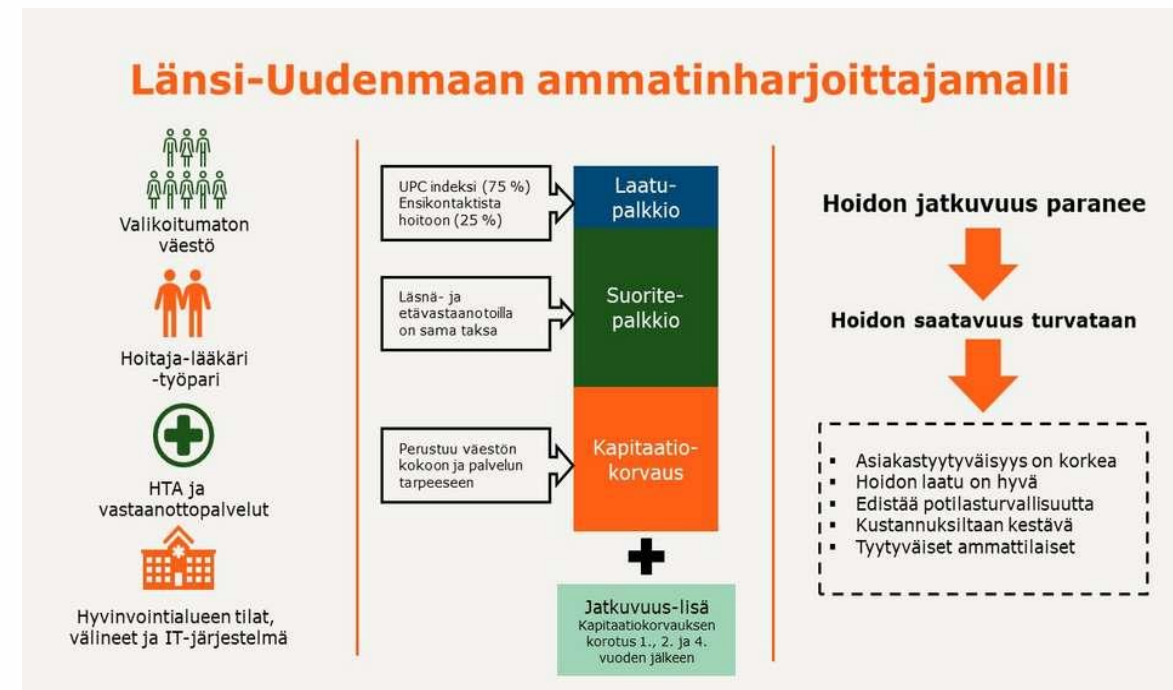 Länsi-Uudenmaan ammatinharjoittajamalli
Valikoitumaton
väestö
Hoitaja-lääkäri
-työpari
HTA ja
vastaanottopalvelut
Hyvinvointialueen tilat,
välineet ja IT-järjestelmä
UPC indeksi (75 %)
Ensikontaktista
hoitoon (25 %)
Laatu-
palkkio
Läsnä- ja
etävastaanotoilla
on sama taksa
Suorite-
palkkio
Perustuu väestön
kokoon ja palvelun
tarpeeseen
Kapitaatio-
korvaus
Jatkuvuus-lisä
Kapitaatiokorvauksen
korotus 1., 2. ja 4.
vuoden jälkeen
Hoidon jatkuvuus paranee
Hoidon saatavuus turvataan
▪ Asiakastyytyväisyys on korkea
▪ Hoidon laatu on hyvä
▪ Edistää potilasturvallisuutta
▪ Kustannuksiltaan kestävä
▪ Tyytyväiset ammattilaiset